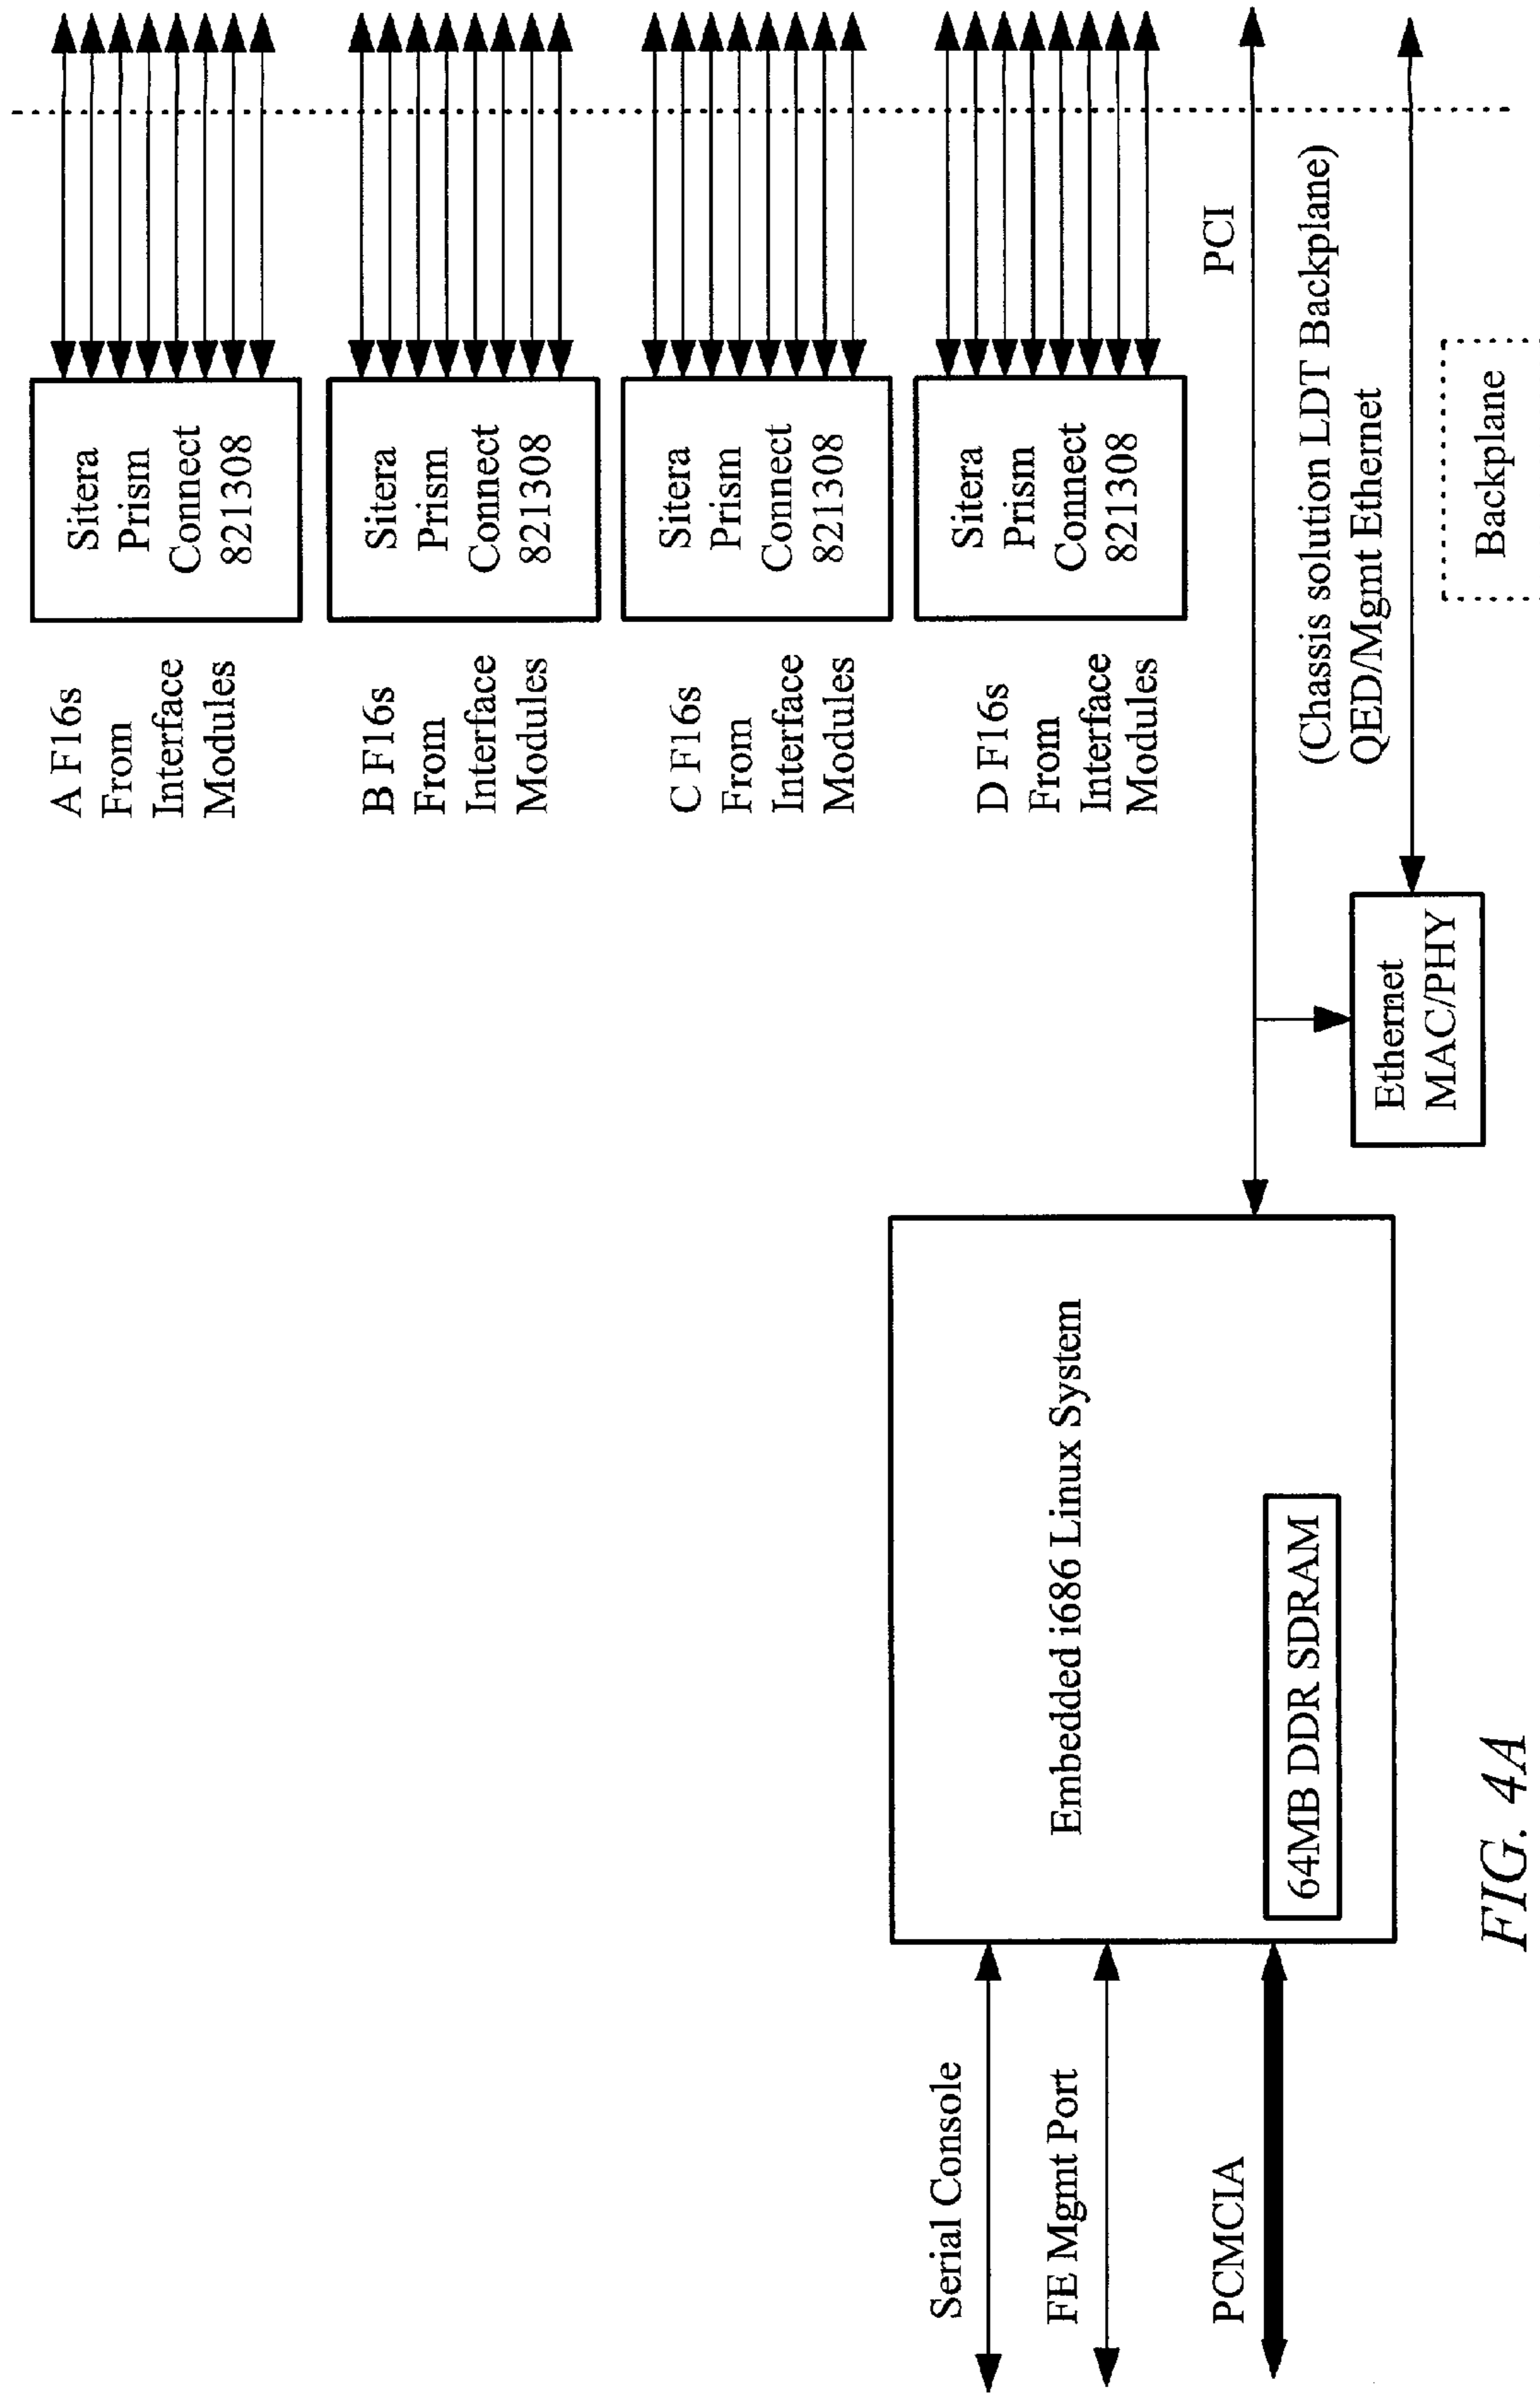 A F16s
From
Interface
Modules
Sitera
Prism
Connect
821308
B F16s
From
Interface
Modules
Sitera
Prism
Connect
821308
C F16s
From
Interface
Modules
Sitera
Prism
Connect
821308
D F16s
From
Interface
Modules
Sitera
Prism
Connect
821308
Serial Console
FE Mgmt Port
PCMCIA
Embedded i686 Linux System
64MB DDR SDRAM
PCI
(Chassis solution LDT Backplane)
QED/Mgmt Ethernet
Ethernet
MAC/PHY
Backplane
FIG. 4A